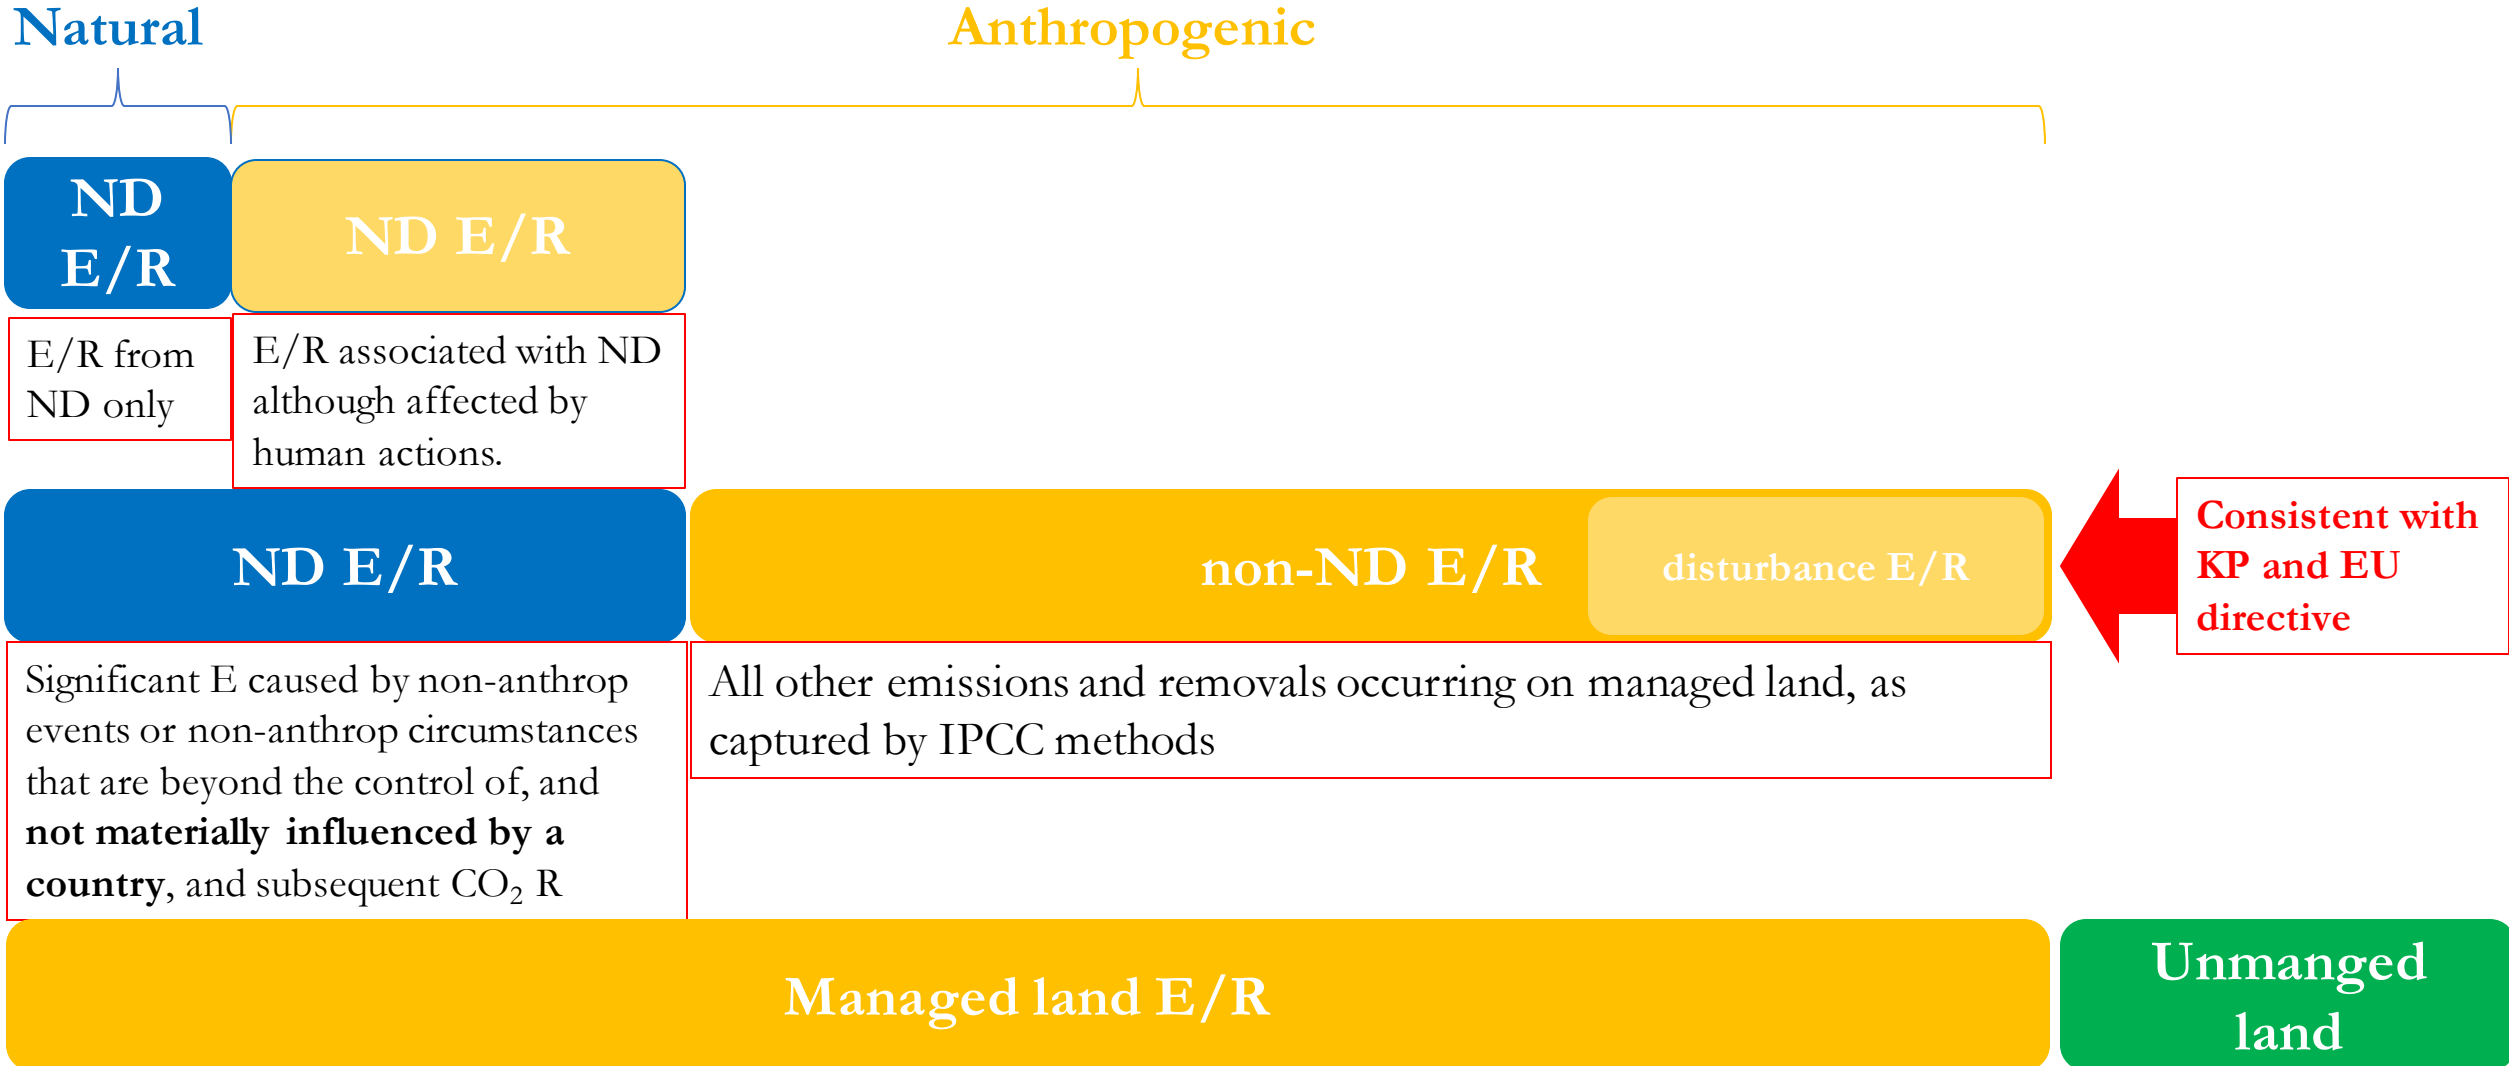 Natural
Anthropogenic
ND
E/R
ND E/R
E/R from
ND only
E/R associated with ND
although affected by
human actions.
ND E/R
non-ND E/R
disturbance E/R
Consistent with
KP and EU
directive
Significant E caused by non-anthrop
events or non-anthrop circumstances
that are beyond the control of, and
not materially influenced by a
country, and subsequent CO₂ R
All other emissions and removals occurring on managed land, as
captured by IPCC methods
Managed land E/R
Unmanged
land